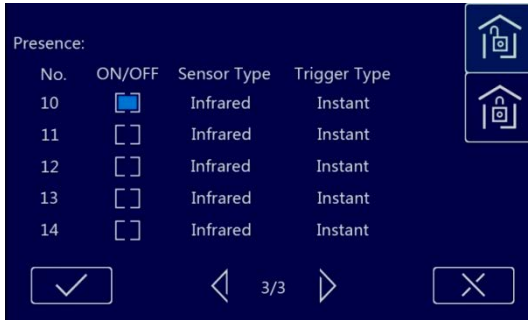 Presence:
No. ON/OFF Sensor Type Trigger Type
10 Infrared Instant
11 Infrared Instant
12 Infrared Instant
13 Infrared Instant
14 Infrared Instant
3/3